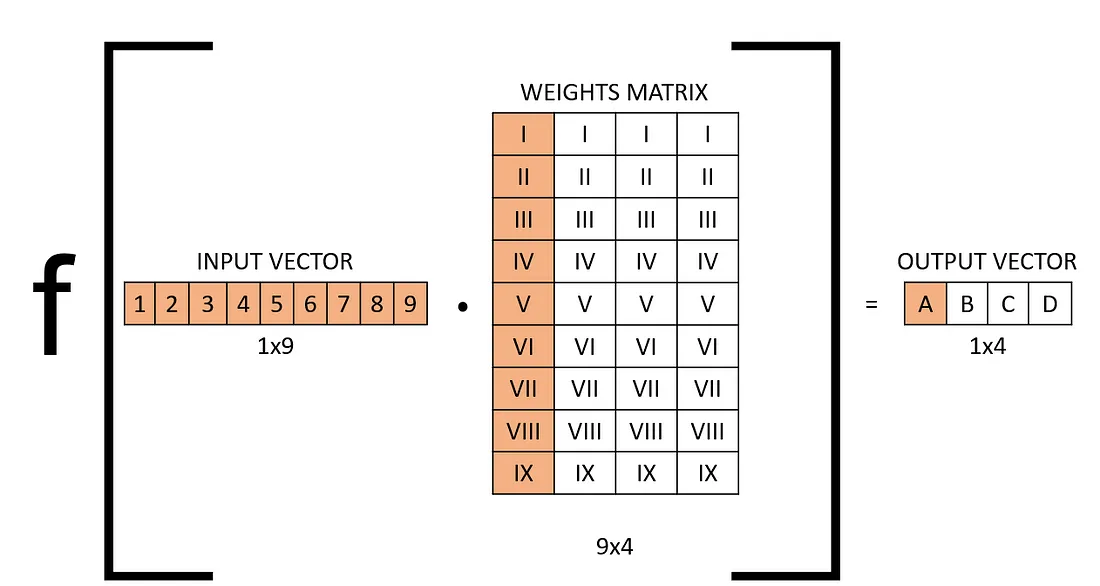 WEIGHTS MATRIX
I I I I
II II II II
III III III III
f
INPUT VECTOR
IV IV IV IV
OUTPUT VECTOR
1 2 3 4 5 6 7 8 9
•
V V V V
=
A B C D
1x9
VI VI VI VI
1x4
VII VII VII VII
VIII VIII VIII VIII
IX IX IX IX
9x4